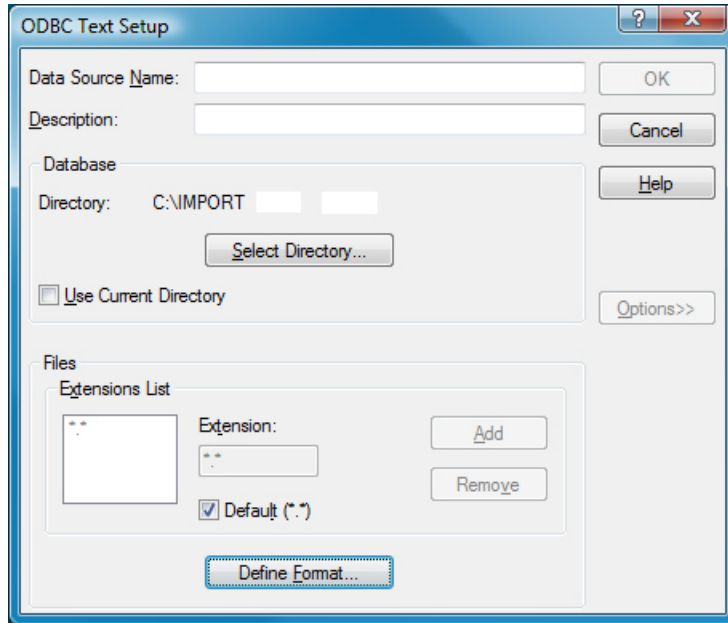 ODBC Text Setup
Data Source Name:
OK
Description:
Cancel
Database
Help
Directory: C:\IMPORT
Select Directory...
Use Current Directory
Options>>
Files
Extensions List
*.*
Extension:
*.*
Add
Remove
Default (*.*)
Define Format...